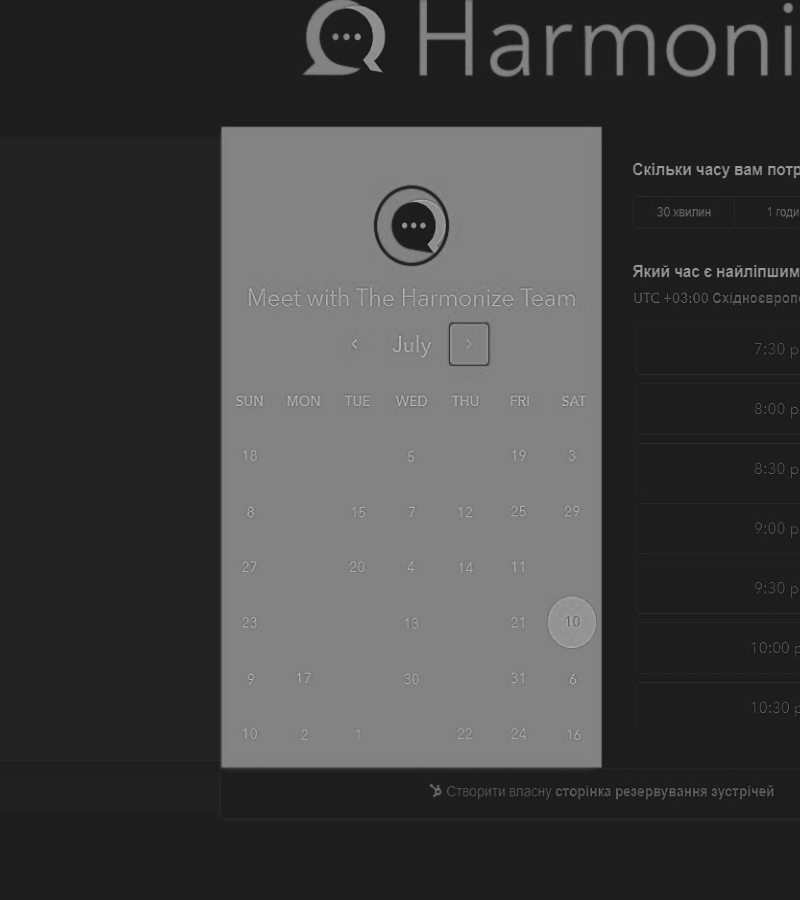 Harmoni
Скільки часу вам потр
30 хвилин 1 годи
Meet with The Harmonize Team
July
Який час є найліпшим
UTC +03:00 Східноєвропе
SUN MON TUE WED THU FRI SAT
18 5 19 3
8 15 7 12 25 29
27 20 4 14 11
23 13 21 10
9 17 30 31 6
10 2 1 22 24 16
7:30 р
8:00 р
8:30 р
9:00 р
9:30 р
10:00 р
10:30 р
Створити власну сторінка резервування зустрічей